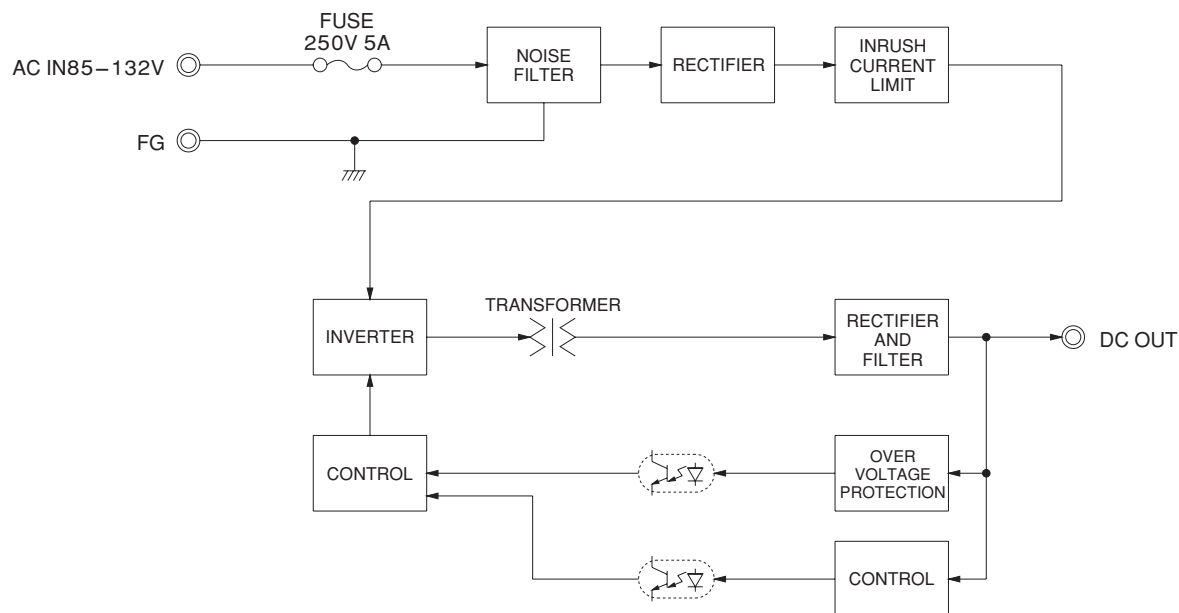 FUSE
250V 5A
AC IN85−132V
NOISE
FILTER
RECTIFIER
INRUSH
CURRENT
LIMIT
FG
TRANSFORMER
INVERTER
RECTIFIER
AND
FILTER
DC OUT
CONTROL
OVER
VOLTAGE
PROTECTION
CONTROL